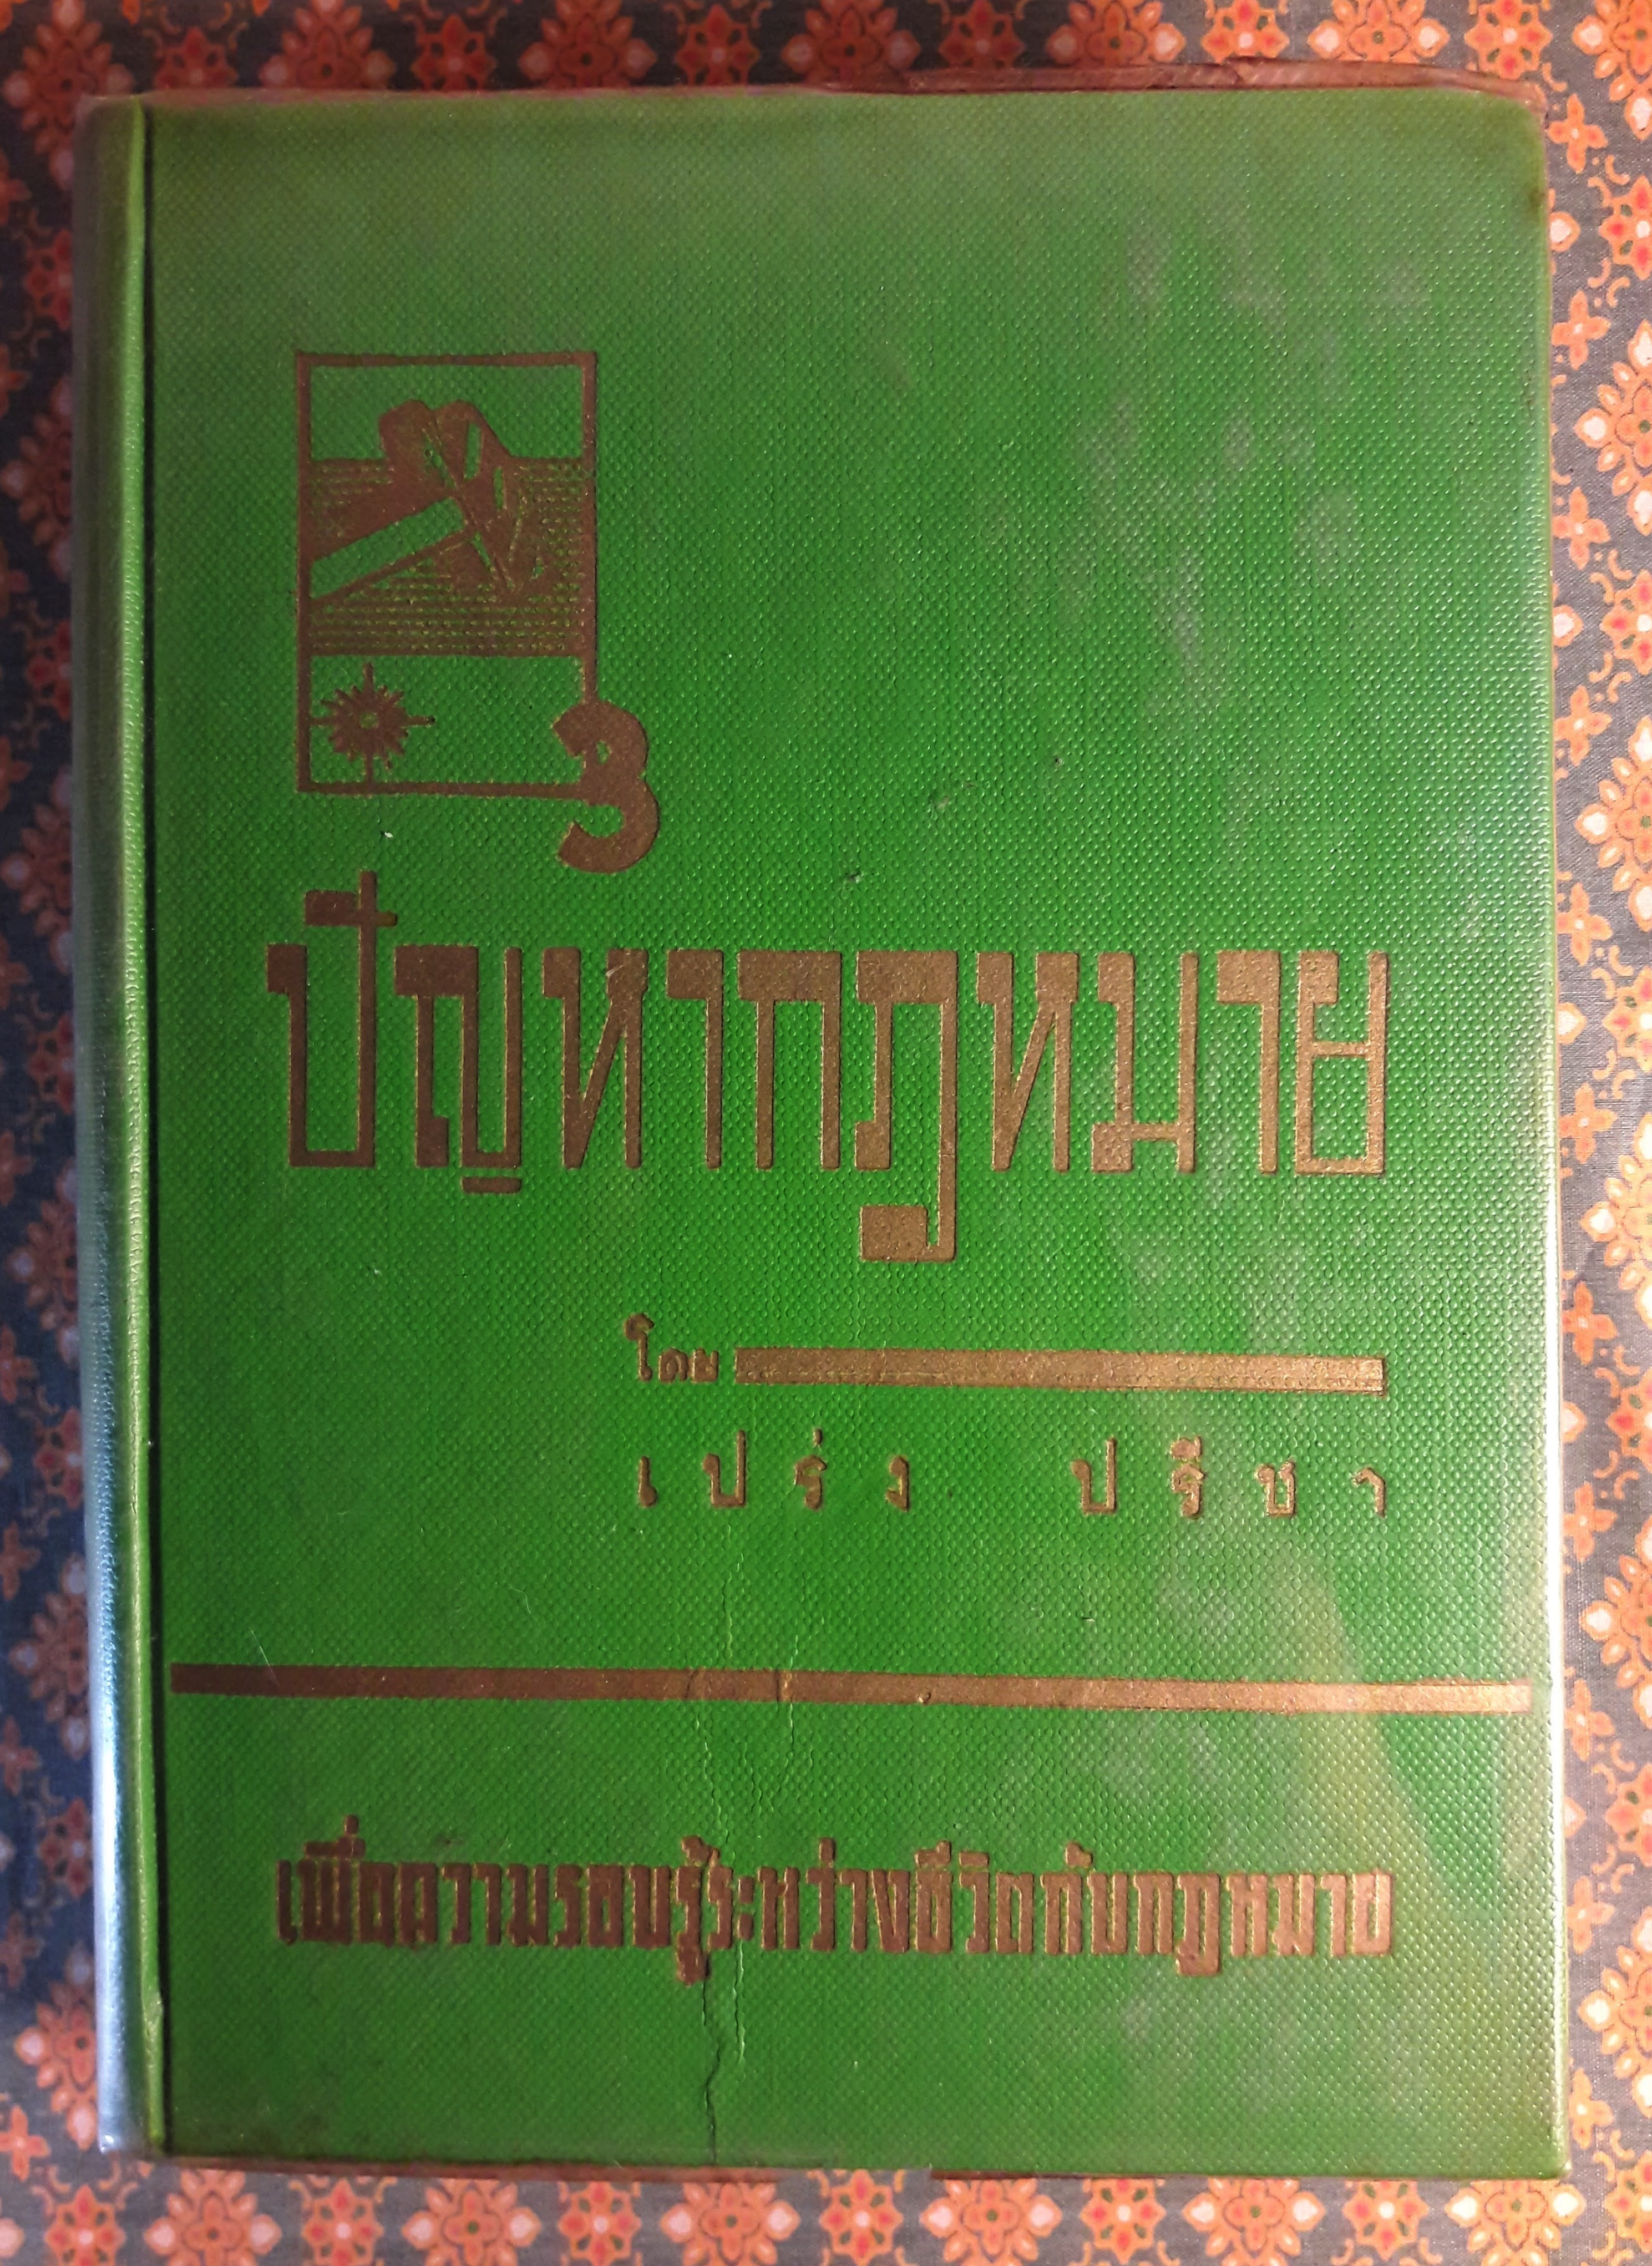 ปัญหากฎหมาย
โดย
เปร่ง ปรีชา
เพื่อความรอบรู้ระหว่างชีวิตกับกฎหมาย